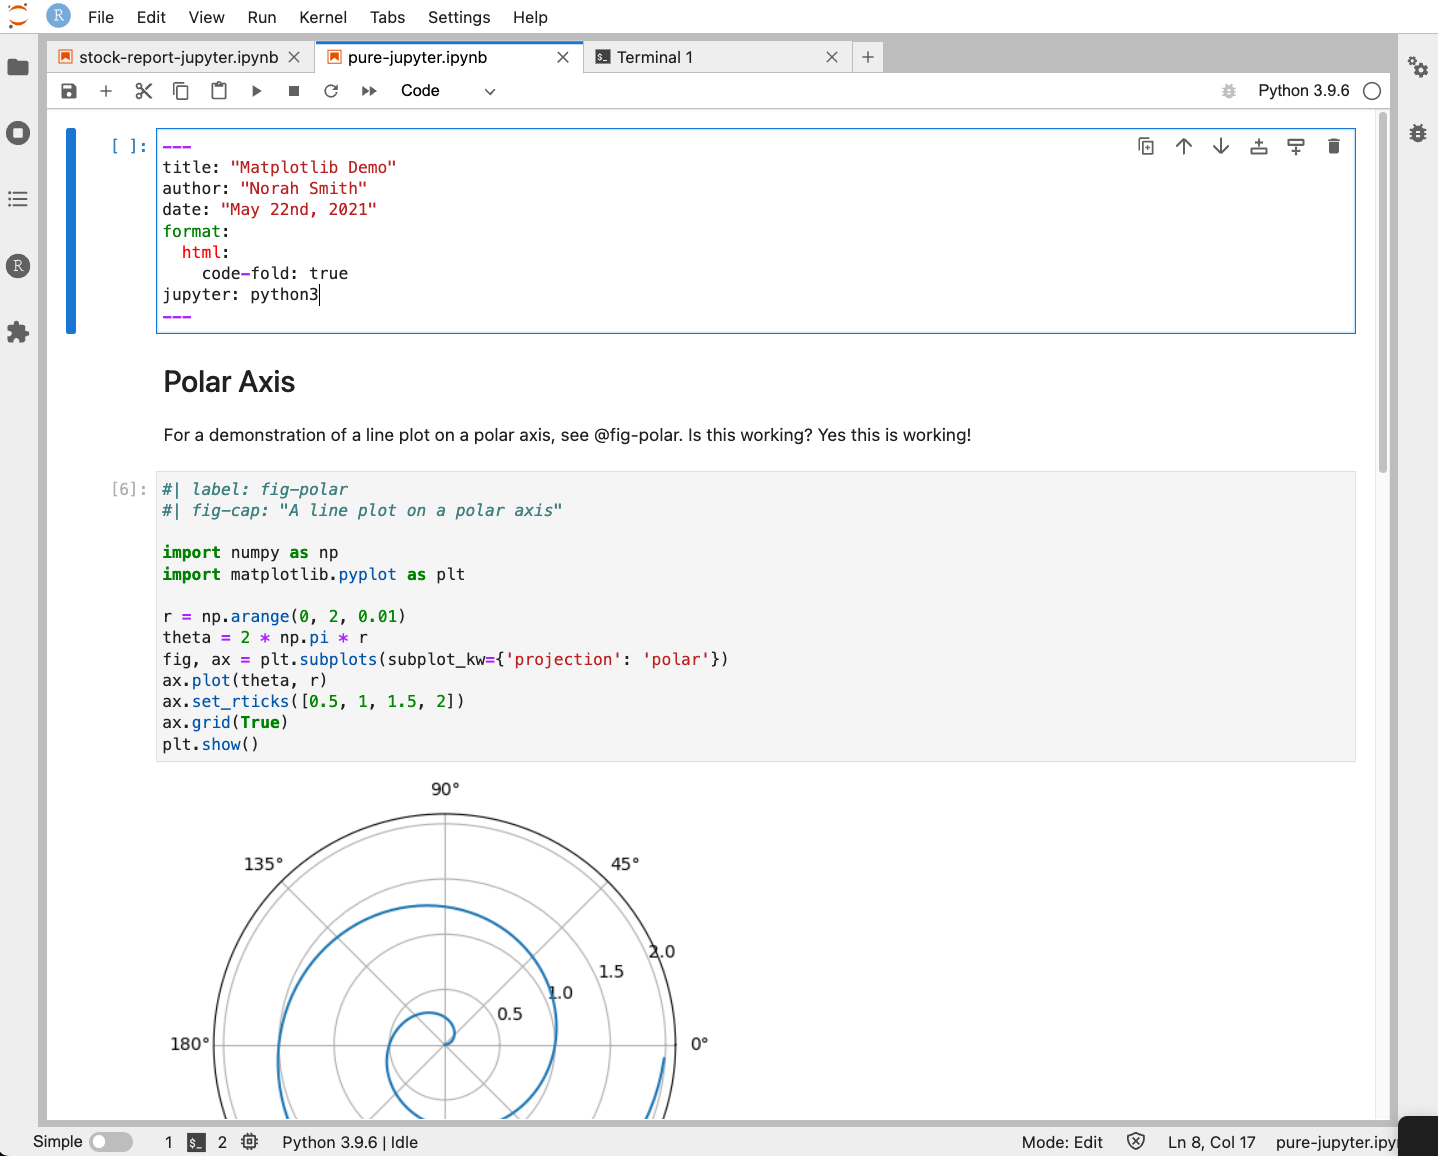 R File Edit View Run Kernel Tabs Settings Help
stock-report-jupyter.ipynb pure-jupyter.ipynb $_ Terminal 1
Code Python 3.9.6
R
[ ]: ---
title: "Matplotlib Demo"
author: "Norah Smith"
date: "May 22nd, 2021"
format:
  html:
    code-fold: true
jupyter: python3
---
Polar Axis
For a demonstration of a line plot on a polar axis, see @fig-polar. Is this working? Yes this is working!
[6]: #| label: fig-polar
#| fig-cap: "A line plot on a polar axis"
import numpy as np
import matplotlib.pyplot as plt
r = np.arange(0, 2, 0.01)
theta = 2 * np.pi * r
fig, ax = plt.subplots(subplot_kw={'projection': 'polar'})
ax.plot(theta, r)
ax.set_rticks([0.5, 1, 1.5, 2])
ax.grid(True)
plt.show()
90°
135° 45°
2.0
1.5
1.0
0.5
180° 0°
Simple 1 $_ 2 Python 3.9.6 | Idle Mode: Edit Ln 8, Col 17 pure-jupyter.ipy